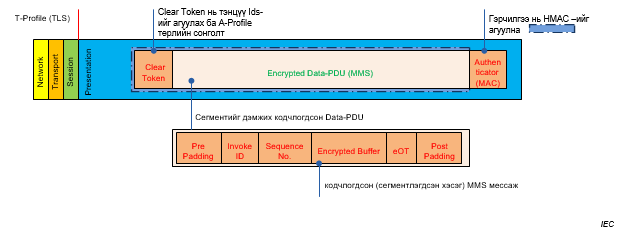 T-Profile (TLS)
Clear Token нь тэнцүү Ids-
ийг агуулах ба A-Profile
төрлийн сонголт
Гэрчилгээ нь HMAC –ийг
агуулна
Network
Transport
Session
Presentation
Clear
Token
Encrypted Data-PDU (MMS)
Authen
ticator
(MAC)
Сегментийг дамжих кодчлогдсон Data-PDU
Pre
Padding
Invoke
ID
Sequence
No.
Encrypted Buffer
eOT
Post
Padding
кодчлогдсон (сегментлэгдсэн хэсэг) MMS мессаж
IEC